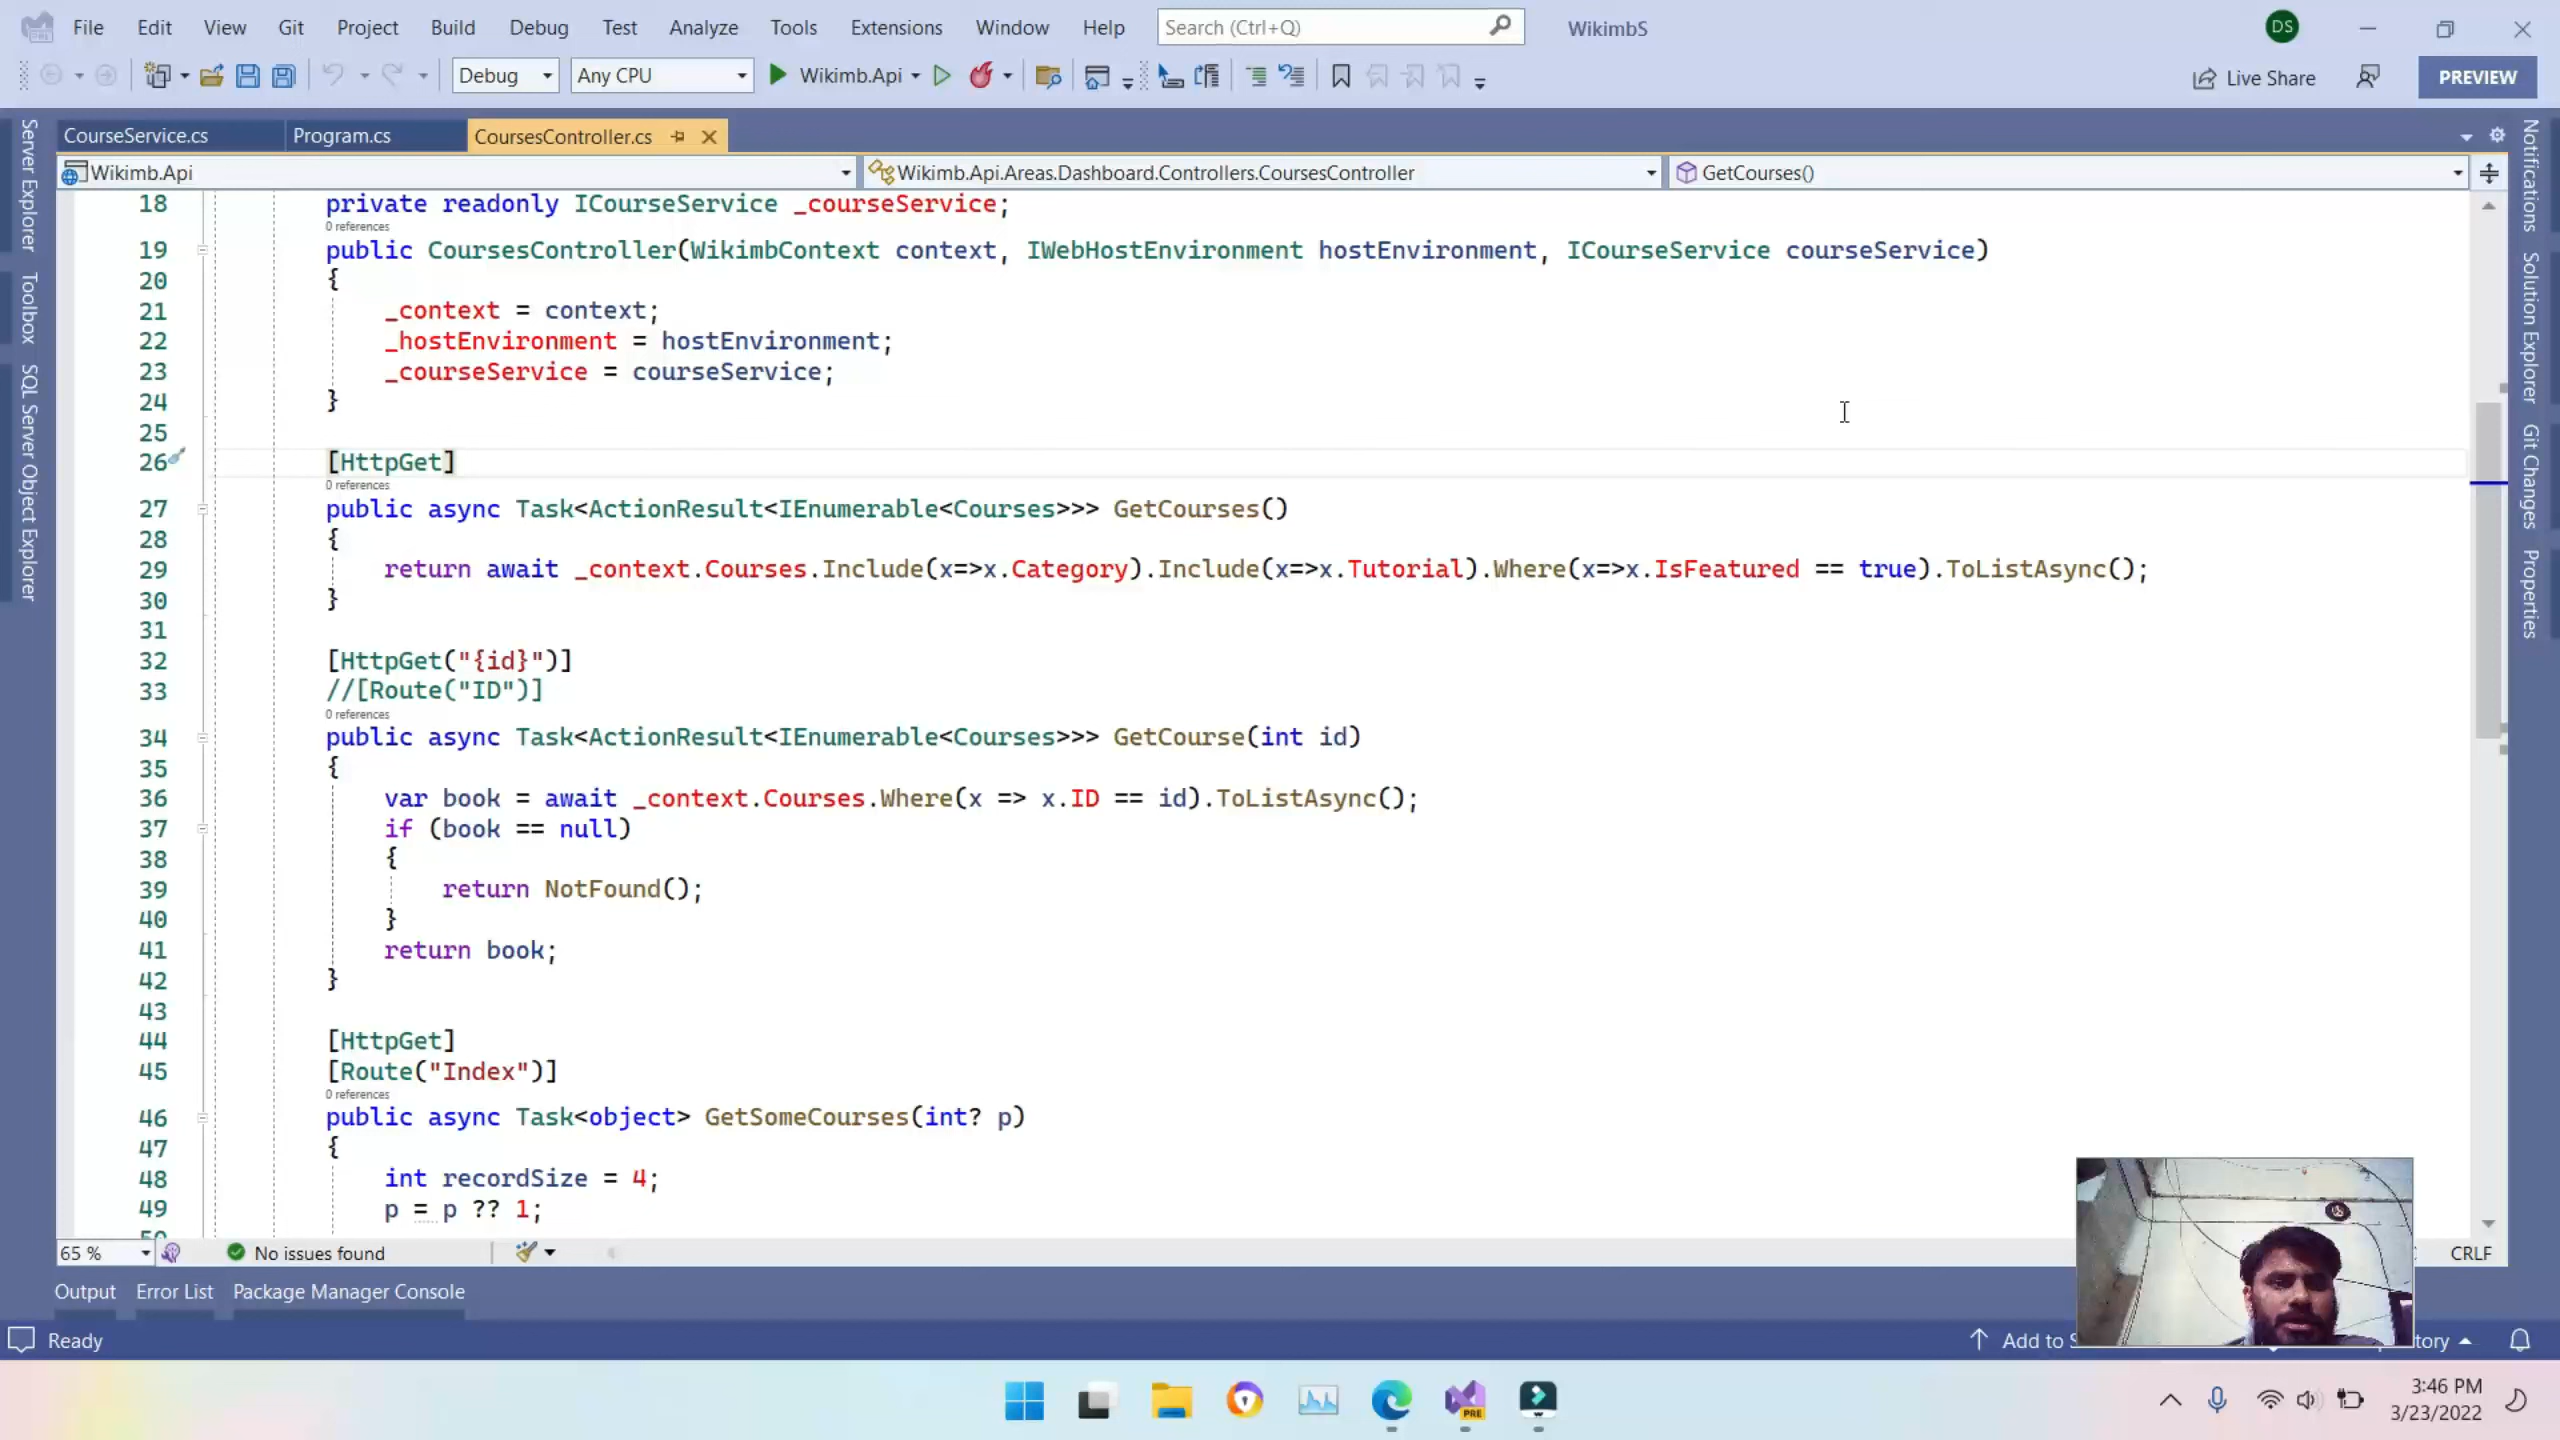 File Edit View Git Project Build Debug Test Analyze Tools Extensions Window Help Search (Ctrl+Q) WikimbS DS
Debug Any CPU Wikimb.Api Live Share PREVIEW
CourseService.cs Program.cs CoursesController.cs
Wikimb.Api Wikimb.Api.Areas.Dashboard.Controllers.CoursesController GetCourses()
Server Explorer
Toolbox
SQL Server Object Explorer
18 private readonly ICourseService _courseService;
0 references
19 public CoursesController(WikimbContext context, IWebHostEnvironment hostEnvironment, ICourseService courseService)
20 {
21 _context = context;
22 _hostEnvironment = hostEnvironment;
23 _courseService = courseService;
24 }
25
26 [HttpGet]
0 references
27 public async Task<ActionResult<IEnumerable<Courses>>> GetCourses()
28 {
29 return await _context.Courses.Include(x=>x.Category).Include(x=>x.Tutorial).Where(x=>x.IsFeatured == true).ToListAsync();
30 }
31
32 [HttpGet("{id}")]
33 //[Route("ID")]
0 references
34 public async Task<ActionResult<IEnumerable<Courses>>> GetCourse(int id)
35 {
36 var book = await _context.Courses.Where(x => x.ID == id).ToListAsync();
37 if (book == null)
38 {
39 return NotFound();
40 }
41 return book;
42 }
43
44 [HttpGet]
45 [Route("Index")]
0 references
46 public async Task<object> GetSomeCourses(int? p)
47 {
48 int recordSize = 4;
49 p = p ?? 1;
Notifications
Solution Explorer
Git Changes
Properties
65 % No issues found CRLF
Output Error List Package Manager Console
Ready Add to
PRE
3:46 PM
3/23/2022